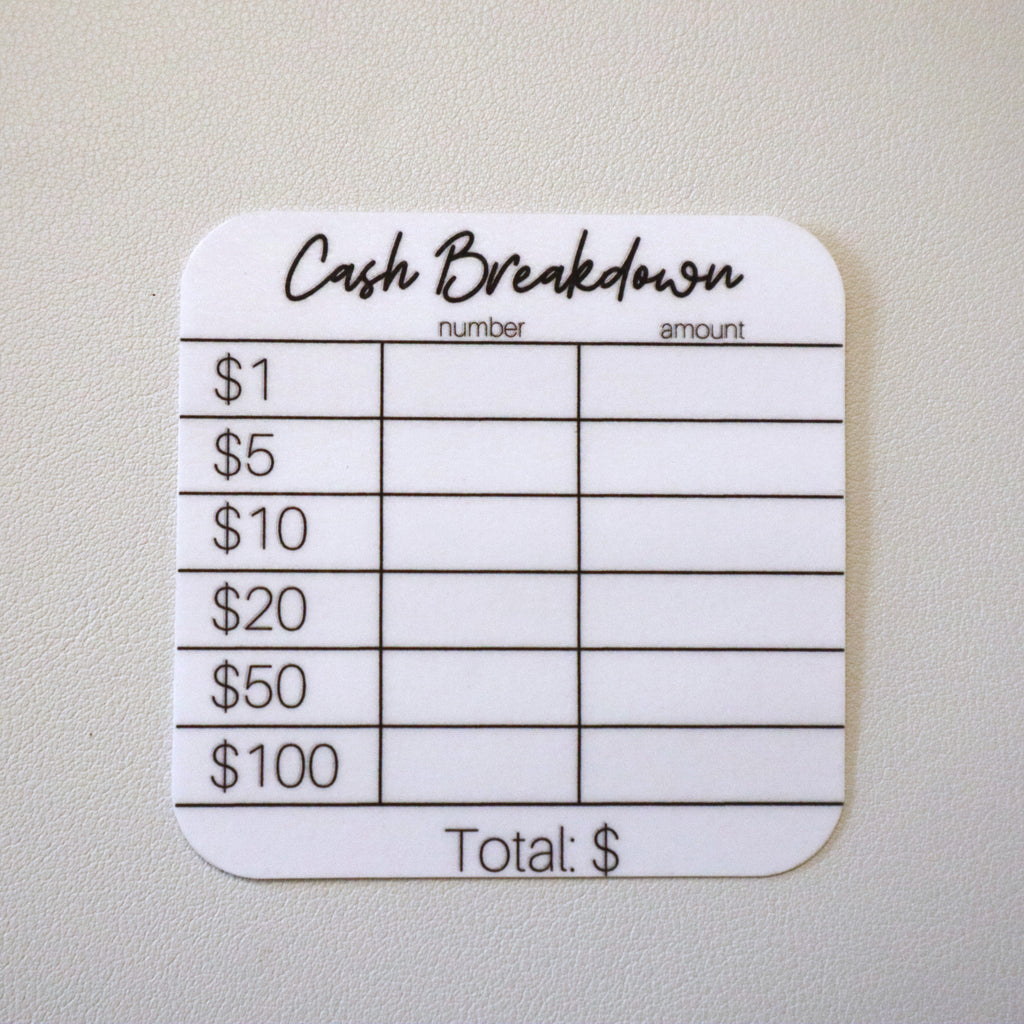 Cash Breakdown
number amount
$1
$5
$10
$20
$50
$100
Total: $